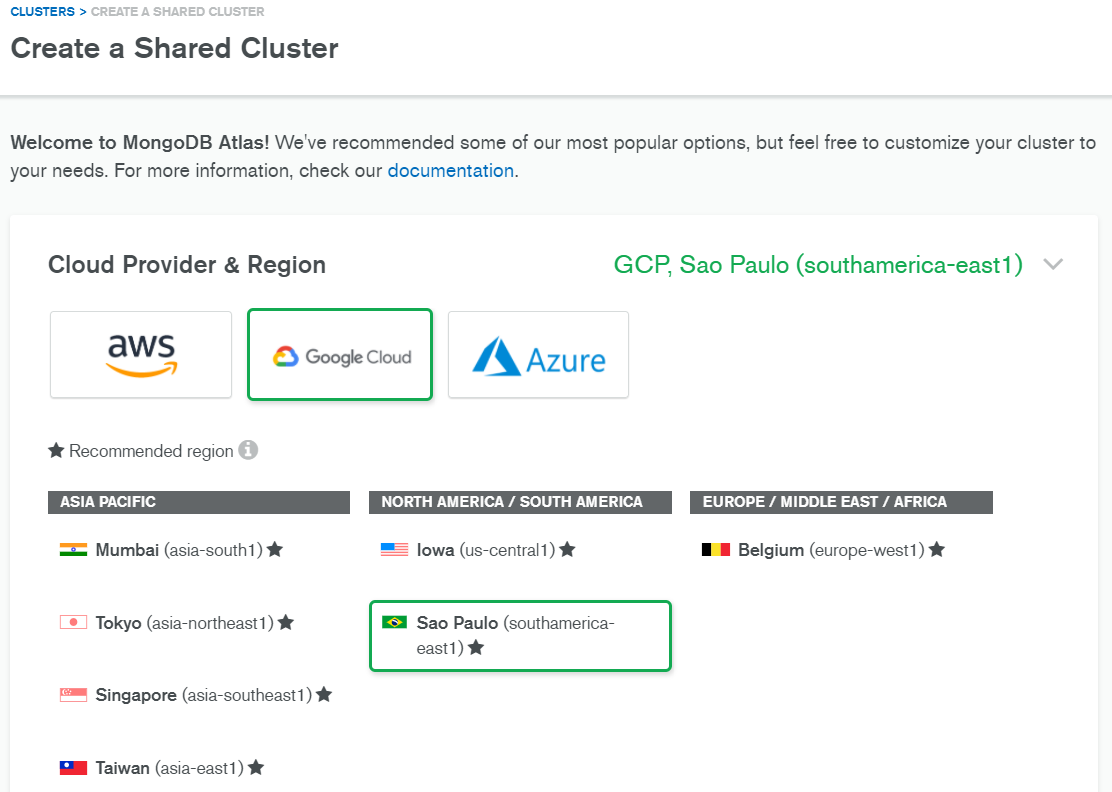 CLUSTERS > CREATE A SHARED CLUSTER
Create a Shared Cluster
Welcome to MongoDB Atlas! We've recommended some of our most popular options, but feel free to customize your cluster to
your needs. For more information, check our documentation.
Cloud Provider & Region
GCP, Sao Paulo (southamerica-east1)
aws
Google Cloud
Azure
★ Recommended region
ASIA PACIFIC
Mumbai (asia-south1) ★
Tokyo (asia-northeast1) ★
Singapore (asia-southeast1) ★
Taiwan (asia-east1) ★
NORTH AMERICA / SOUTH AMERICA
Iowa (us-central1) ★
Sao Paulo (southamerica-
east1) ★
EUROPE / MIDDLE EAST / AFRICA
Belgium (europe-west1) ★